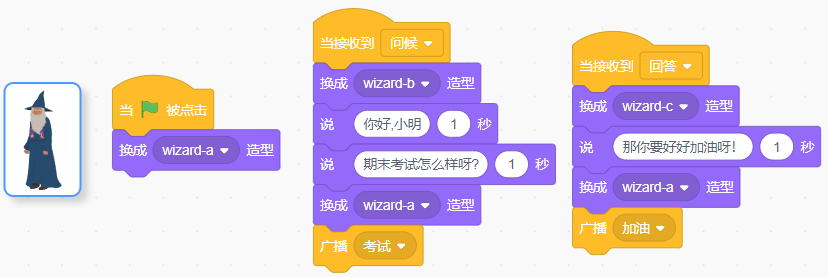 当 被点击
换成 wizard-a 造型
当接收到 问候
换成 wizard-b 造型
说 你好,小明 1 秒
说 期末考试怎么样呀? 1 秒
换成 wizard-a 造型
广播 考试
当接收到 回答
换成 wizard-c 造型
说 那你要好好加油呀! 1 秒
换成 wizard-a 造型
广播 加油